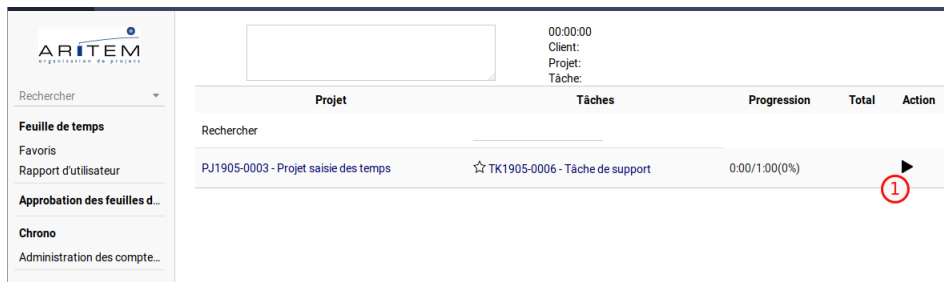 ARITEM
organisation de projets
Rechercher
Feuille de temps
Favoris
Rapport d'utilisateur
Approbation des feuilles d...
Chrono
Administration des compte...
00:00:00
Client:
Projet:
Tâche:
Projet Tâches Progression Total Action
Rechercher
PJ1905-0003 - Projet saisie des temps TK1905-0006 - Tâche de support 0:00/1:00(0%)
1